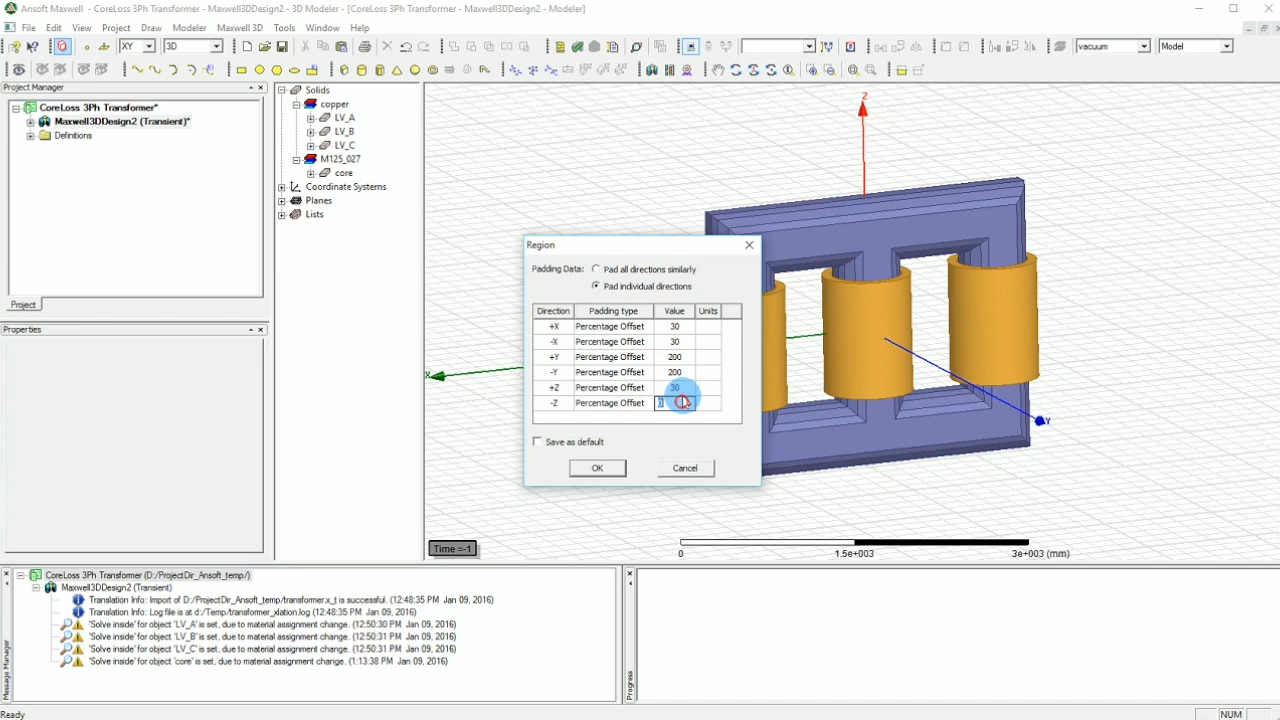 Ansoft Maxwell - CoreLoss 3Ph Transformer - Maxwell3DDesign2 - 3D Modeler - [CoreLoss 3Ph Transformer - Maxwell3DDesign2 - Modeler]
File Edit View Project Draw Modeler Maxwell 3D Tools Window Help
XY 3D vacuum Model
Project Manager
CoreLoss 3Ph Transformer*
Maxwell3DDesign2 (Transient)*
Definitions
Project
Properties
Solids
copper
LV_A
LV_B
LV_C
M125_027
core
Coordinate Systems
Planes
Lists
Z
X
Y
Region
Padding Data: Pad all directions similarly
Pad individual directions
Direction Padding type Value Units
+X Percentage Offset 30
-X Percentage Offset 30
+Y Percentage Offset 200
-Y Percentage Offset 200
+Z Percentage Offset 30
-Z Percentage Offset 0
Save as default
OK Cancel
Time =-1
0 1.5e+003 3e+003 (mm)
CoreLoss 3Ph Transformer (D:/ProjectDir_Ansoft_temp/)
Maxwell3DDesign2 (Transient)
Translation Info: Import of D:/ProjectDir_Ansoft_temp/transformer.x_t is successful. (12:48:35 PM Jan 09, 2016)
Translation Info: Log file is at d:/Temp/transformer_xlation.log (12:48:35 PM Jan 09, 2016)
'Solve inside' for object 'LV_A' is set, due to material assignment change. (12:50:30 PM Jan 09, 2016)
'Solve inside' for object 'LV_B' is set, due to material assignment change. (12:50:31 PM Jan 09, 2016)
'Solve inside' for object 'LV_C' is set, due to material assignment change. (12:50:31 PM Jan 09, 2016)
'Solve inside' for object 'core' is set, due to material assignment change. (1:13:38 PM Jan 09, 2016)
Message Manager
Progress
Ready
NUM